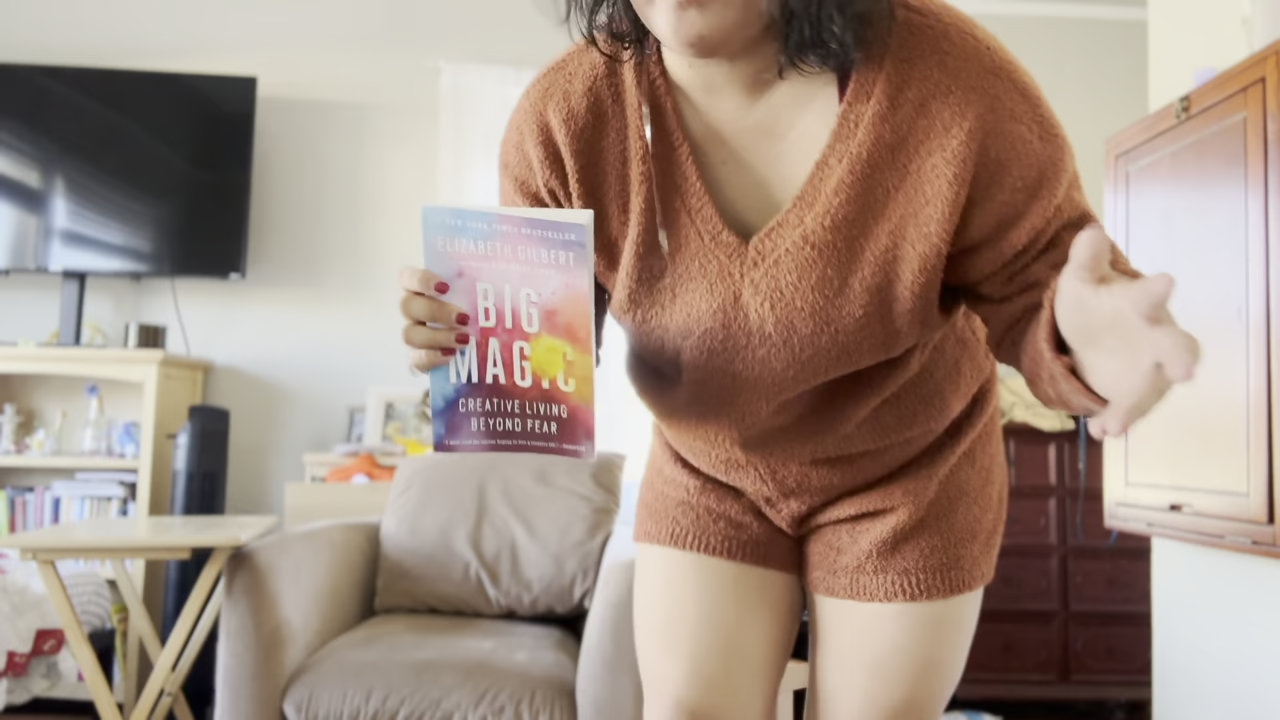 NEW YORK TIMES BESTSELLER
ELIZABETH GILBERT
BIG
MAGIC
CREATIVE LIVING
BEYOND FEAR